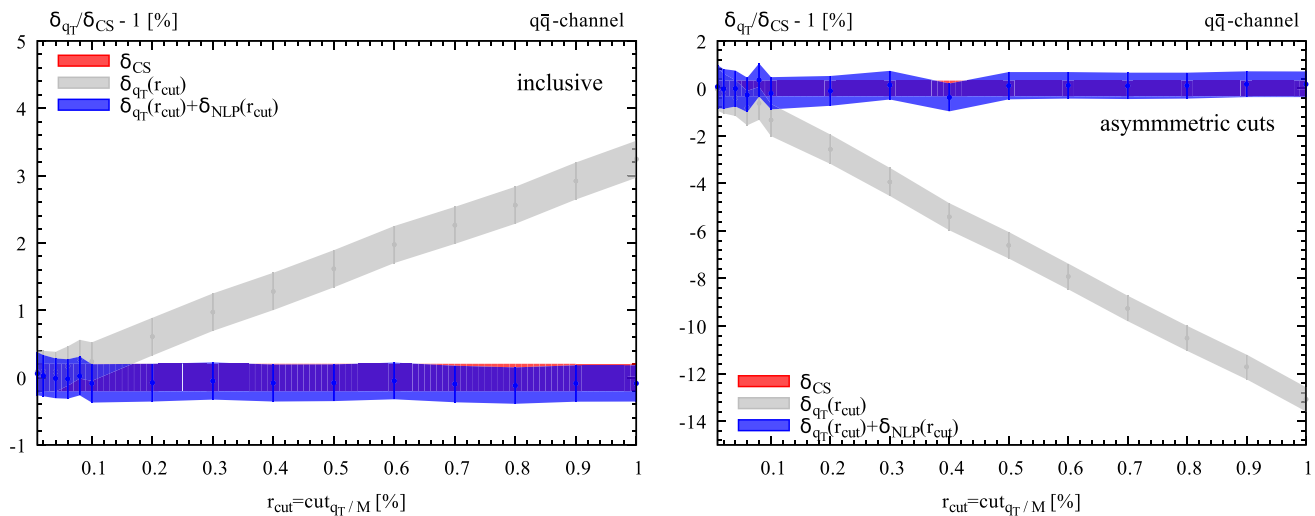 δqT/δCS - 1 [%] qq̄-channel
5
4
3
2
1
0
-1
δCS
δqT(rcut)
δqT(rcut)+δNLP(rcut)
inclusive
0.1 0.2 0.3 0.4 0.5 0.6 0.7 0.8 0.9 1
rcut=cutqT/M [%]
δqT/δCS - 1 [%] qq̄-channel
2
0
-2
-4
-6
-8
-10
-12
-14
asymmmetric cuts
δCS
δqT(rcut)
δqT(rcut)+δNLP(rcut)
0.1 0.2 0.3 0.4 0.5 0.6 0.7 0.8 0.9 1
rcut=cutqT/M [%]